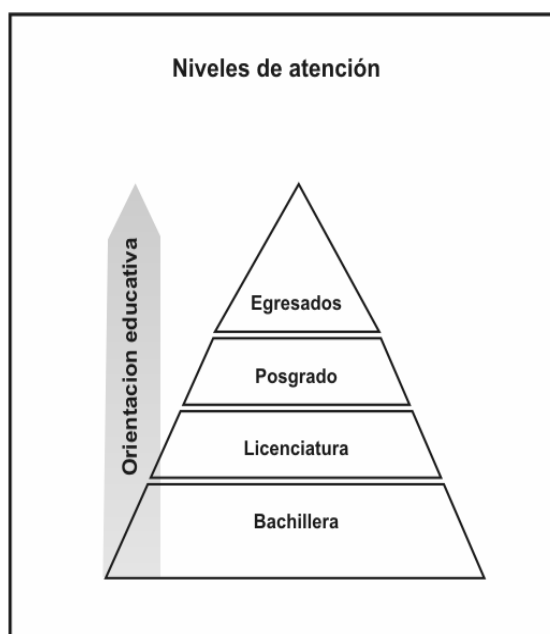 Niveles de atención
Orientacion educativa
Egresados
Posgrado
Licenciatura
Bachillera